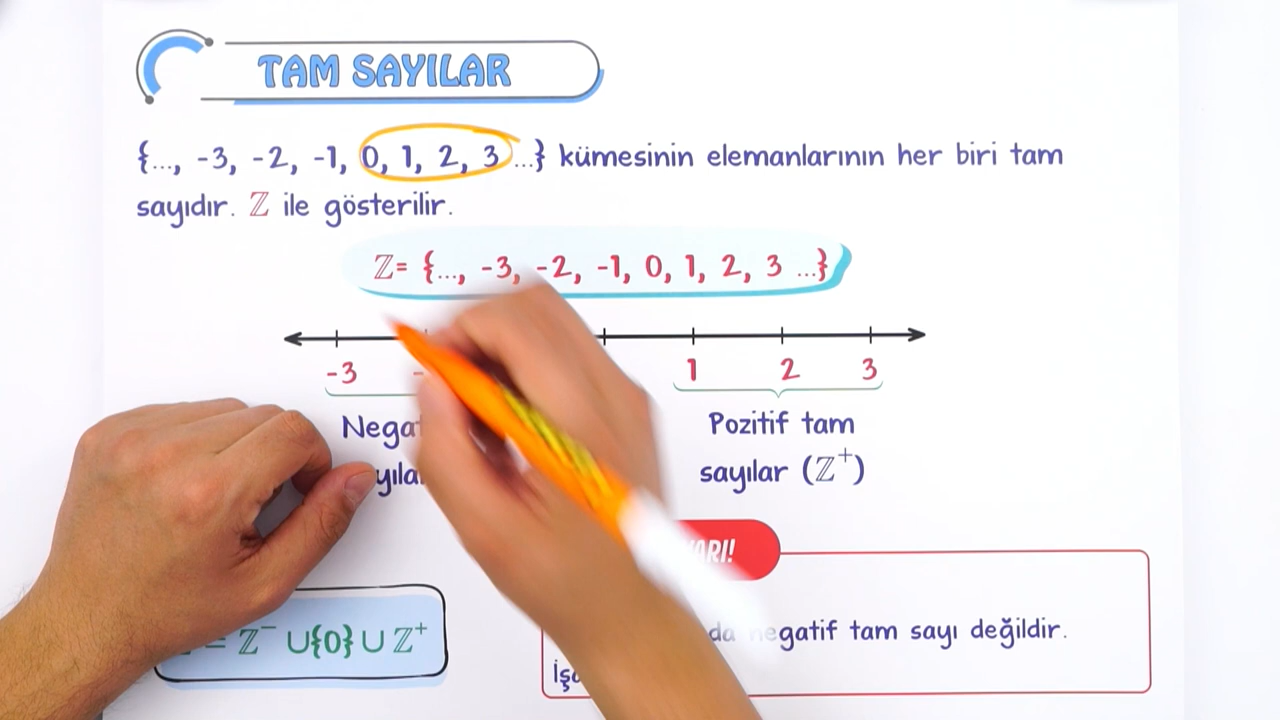 TAM SAYILAR
{..., -3, -2, -1, 0, 1, 2, 3 ...} kümesinin elemanlarının her biri tam
sayıdır. ℤ ile gösterilir.
ℤ= {..., -3, -2, -1, 0, 1, 2, 3 ...}
-3 1 2 3
Pozitif tam
sayılar (ℤ⁺)
= ℤ⁻ ∪{0} ∪ ℤ⁺
negatif tam sayı değildir.